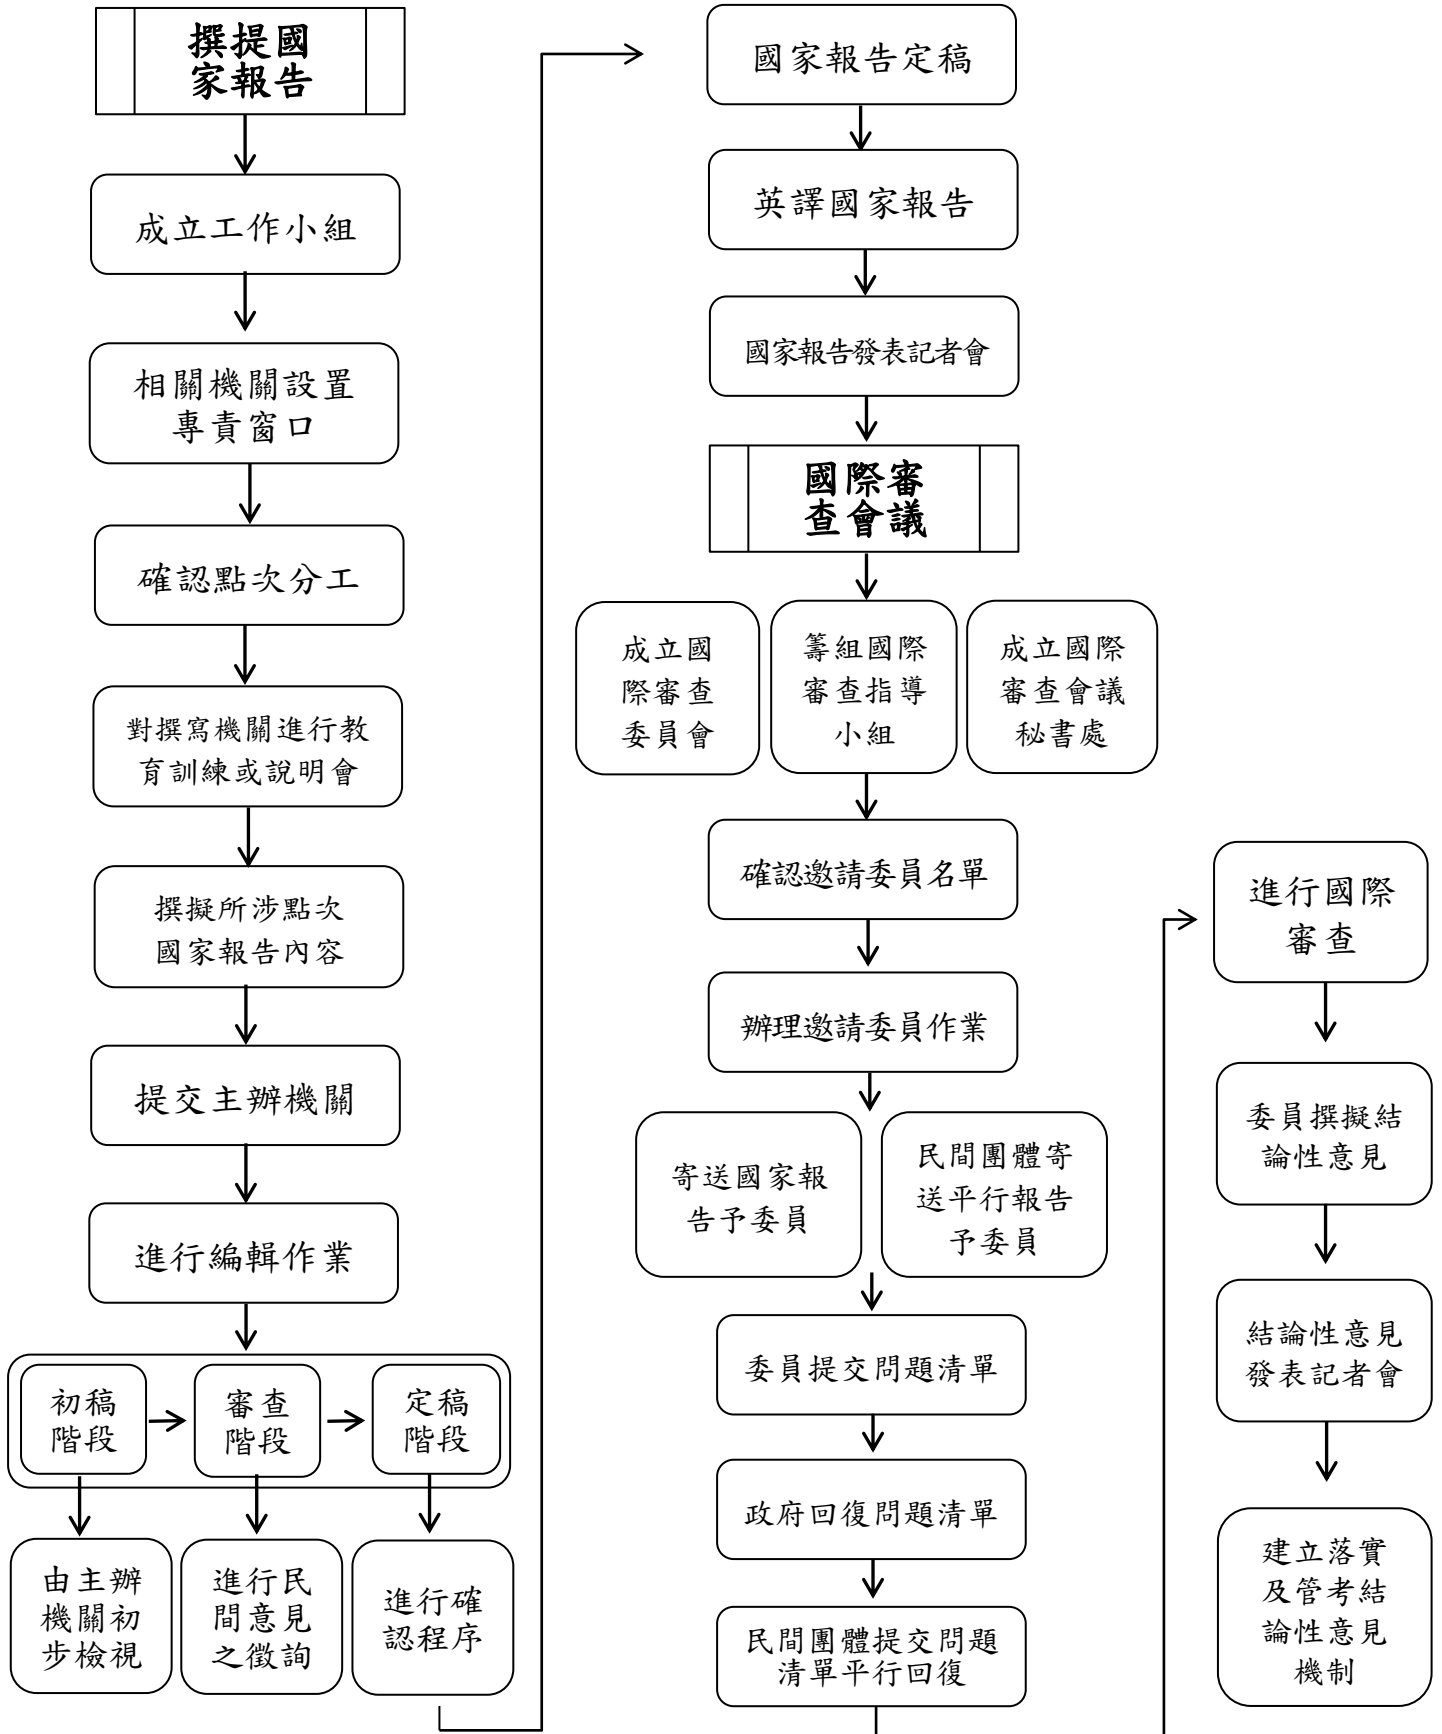 撰提國
家報告
成立工作小組
相關機關設置
專責窗口
確認點次分工
對撰寫機關進行教
育訓練或說明會
撰擬所涉點次
國家報告內容
提交主辦機關
進行編輯作業
初稿
階段
審查
階段
定稿
階段
由主辦
機關初
步檢視
進行民
間意見
之徵詢
進行確
認程序
國家報告定稿
英譯國家報告
國家報告發表記者會
國際審
查會議
成立國
際審查
委員會
籌組國際
審查指導
小組
成立國際
審查會議
秘書處
確認邀請委員名單
辦理邀請委員作業
寄送國家報
告予委員
民間團體寄
送平行報告
予委員
委員提交問題清單
政府回復問題清單
民間團體提交問題
清單平行回復
進行國際
審查
委員撰擬結
論性意見
結論性意見
發表記者會
建立落實
及管考結
論性意見
機制